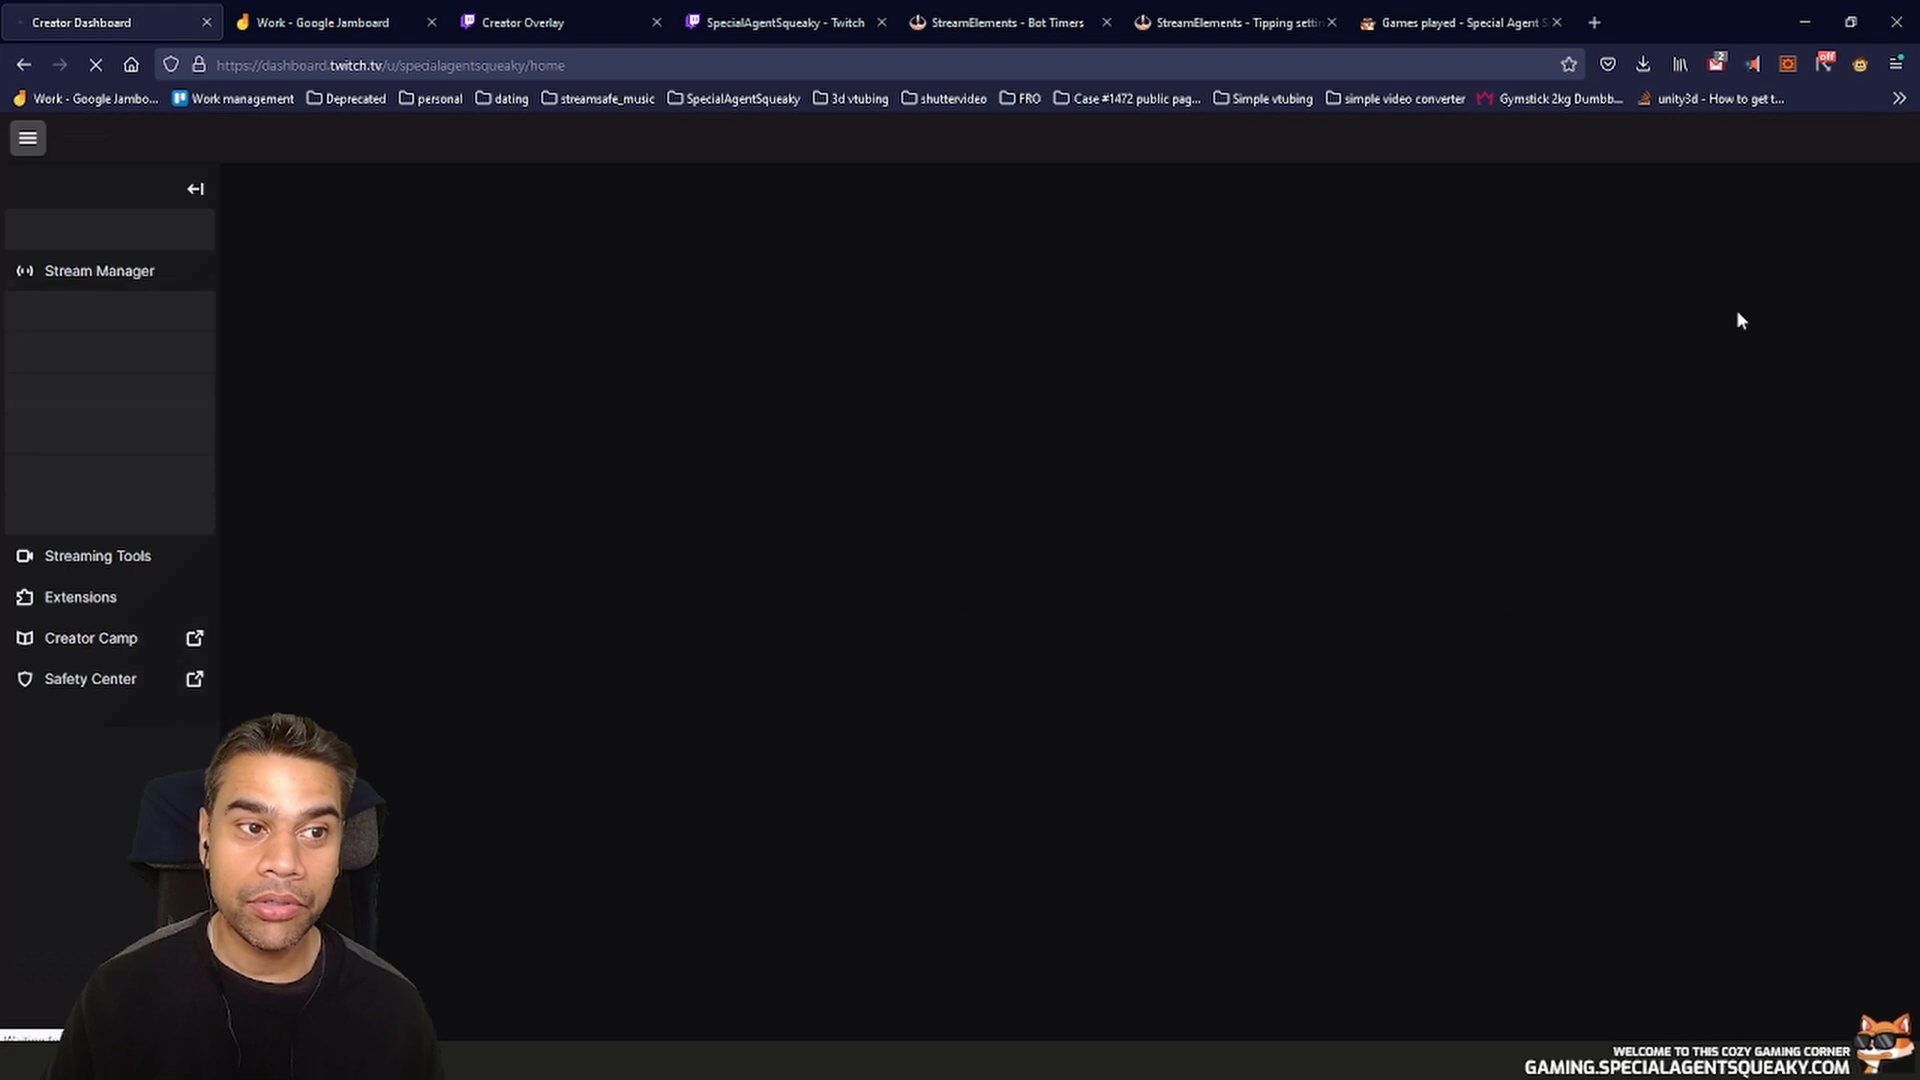 Creator Dashboard
Work - Google Jamboard
Creator Overlay
SpecialAgentSqueaky - Twitch
StreamElements - Bot Timers
StreamElements - Tipping settin
Games played - Special Agent S
https://dashboard.twitch.tv/u/specialagentsqueaky/home
2
off
Work - Google Jambo...
Work management
Deprecated
personal
dating
streamsafe_music
SpecialAgentSqueaky
3d vtubing
shuttervideo
FRO
Case #1472 public pag...
Simple vtubing
simple video converter
Gymstick 2kg Dumbb...
unity3d - How to get t...
Stream Manager
Streaming Tools
Extensions
Creator Camp
Safety Center
WELCOME TO THIS COZY GAMING CORNER
GAMING.SPECIALAGENTSQUEAKY.COM